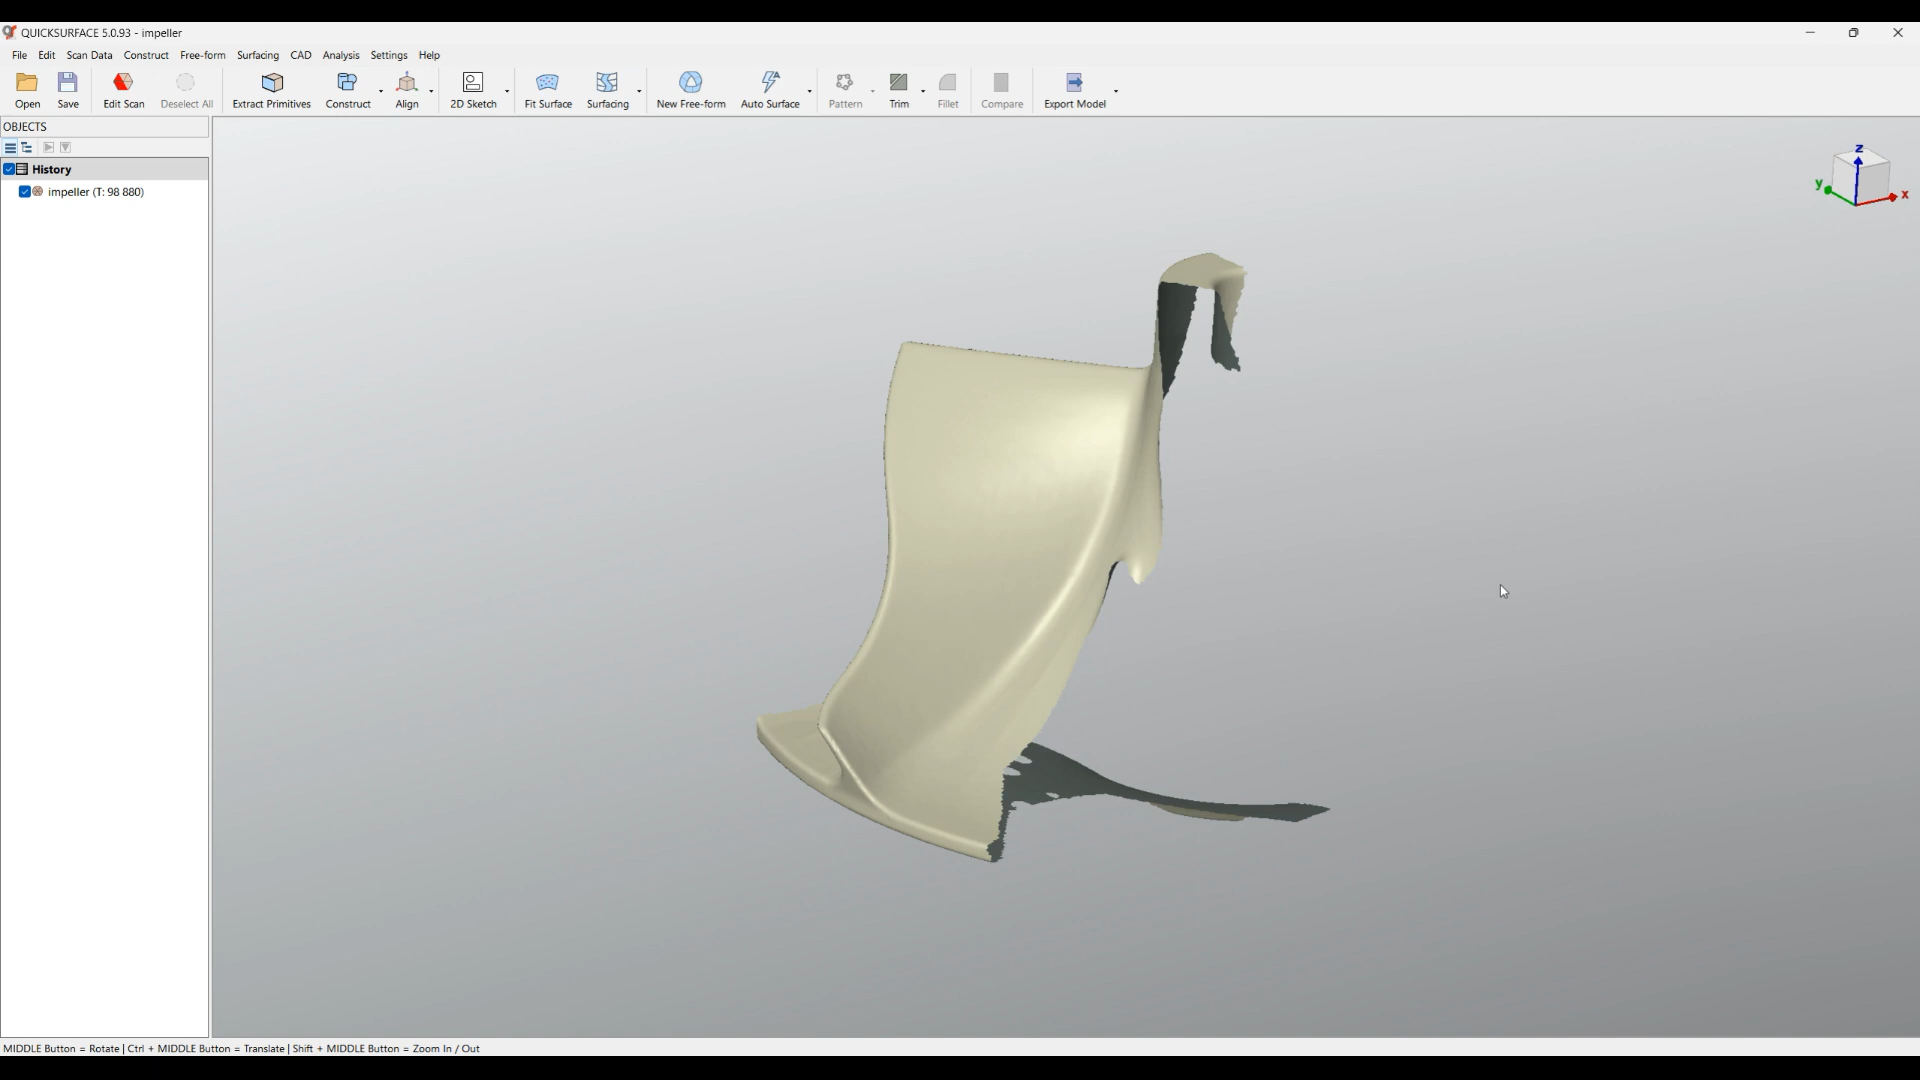 QUICKSURFACE 5.0.93 - impeller
File Edit Scan Data Construct Free-form Surfacing CAD Analysis Settings Help
Open Save Edit Scan Deselect All Extract Primitives Construct Align 2D Sketch Fit Surface Surfacing New Free-form Auto Surface Pattern Trim Fillet Compare Export Model
OBJECTS
History
impeller (T: 98 880)
z
y
x
MIDDLE Button = Rotate | Ctrl + MIDDLE Button = Translate | Shift + MIDDLE Button = Zoom In / Out